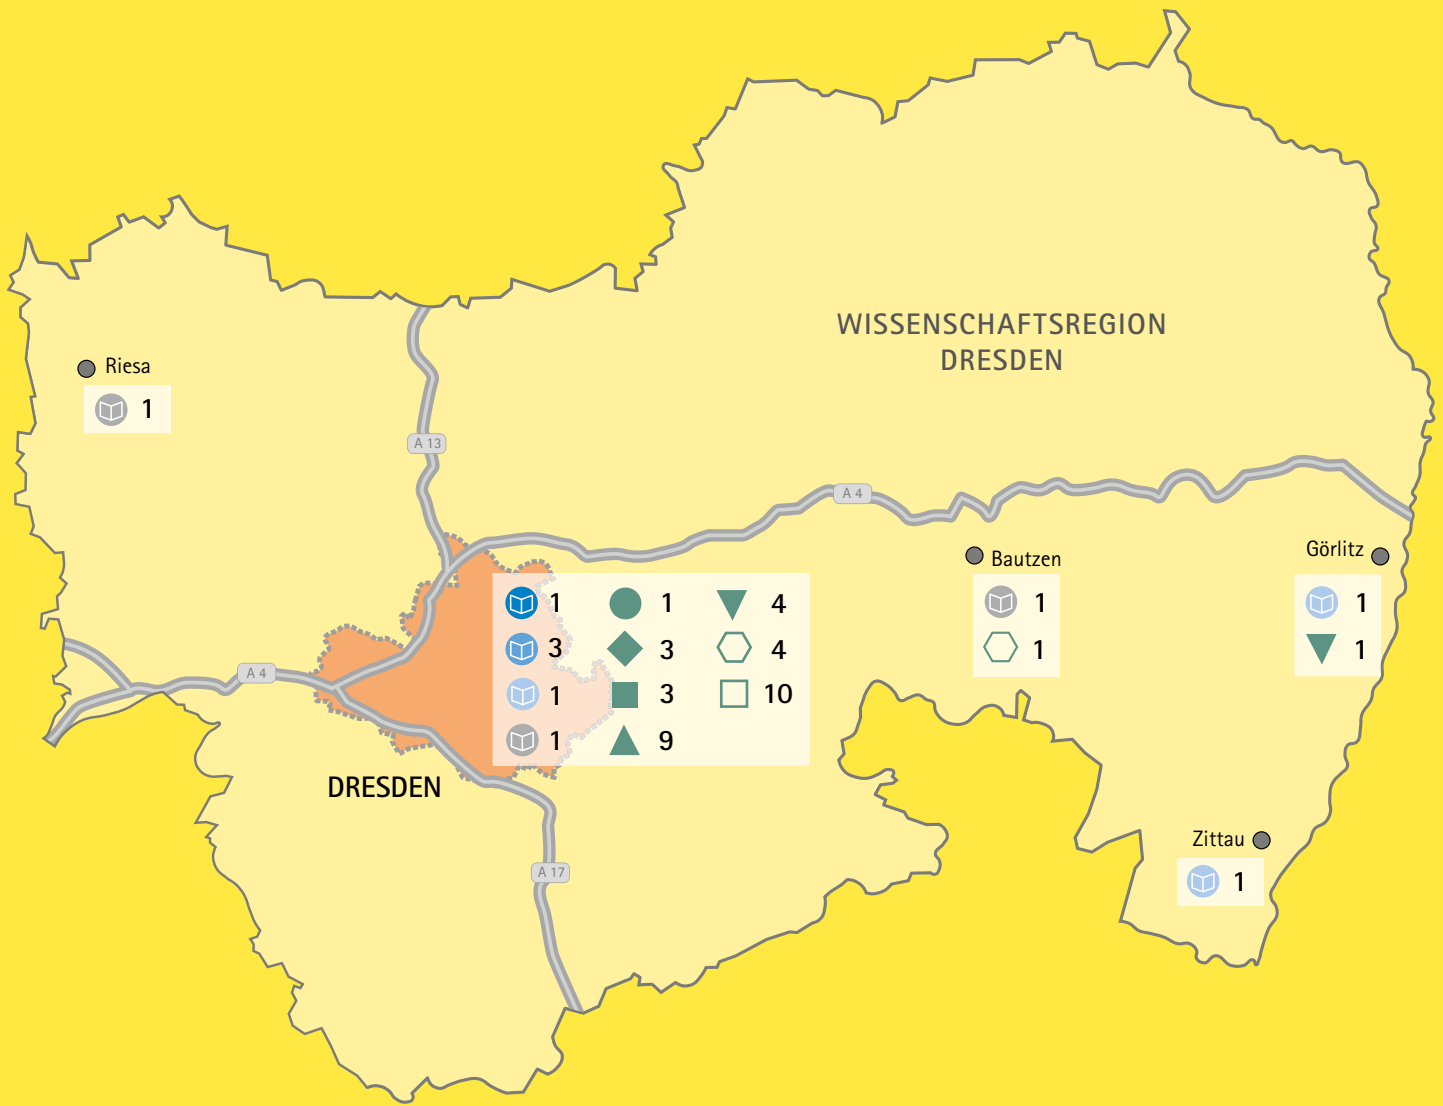 WISSENSCHAFTSREGION
DRESDEN
Riesa
1
A 13
A 4
Bautzen
1
1
Görlitz
1
1
1 1 4
3 3 4
1 3 10
1 9
A 4
DRESDEN
A 17
Zittau
1